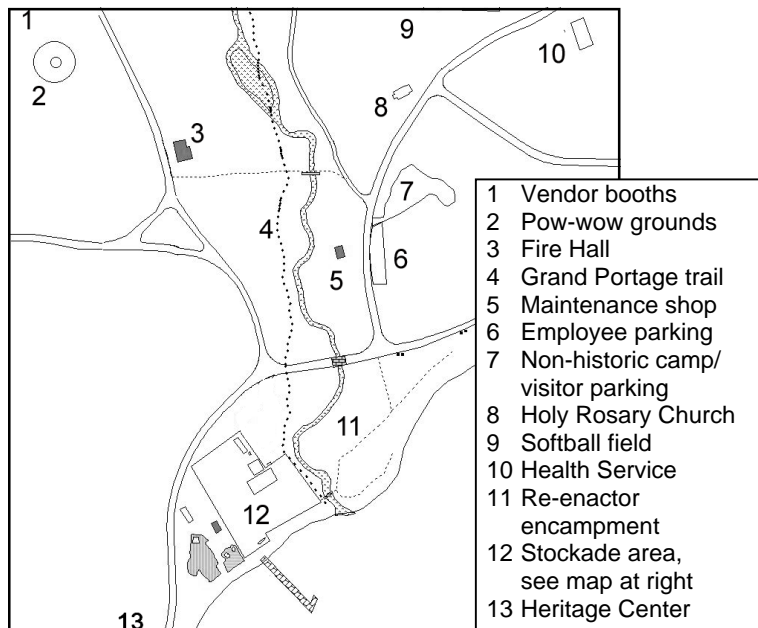 1
9
10
2
8
3
7
4
5
6
11
12
13
1 Vendor booths
2 Pow-wow grounds
3 Fire Hall
4 Grand Portage trail
5 Maintenance shop
6 Employee parking
7 Non-historic camp/
visitor parking
8 Holy Rosary Church
9 Softball field
10 Health Service
11 Re-enactor
encampment
12 Stockade area,
see map at right
13 Heritage Center